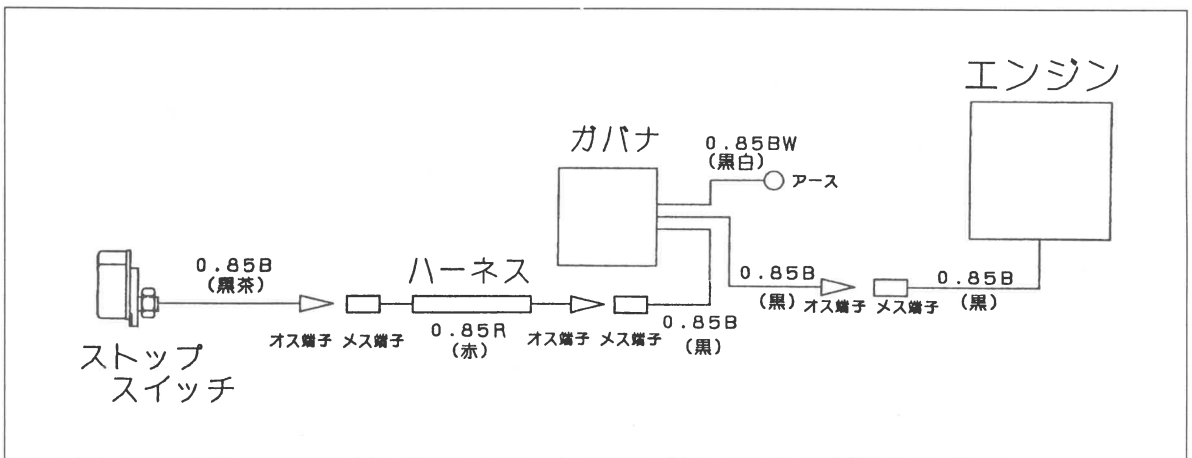 エンジン
ガバナ
0.85BW
(黒白)
アース
0.85B
(黒茶)
ハーネス
0.85B
(黒)
0.85B
(黒)
オス端子 メス端子
オス端子 メス端子
0.85R
(赤)
オス端子 メス端子
0.85B
(黒)
ストップ
スイッチ